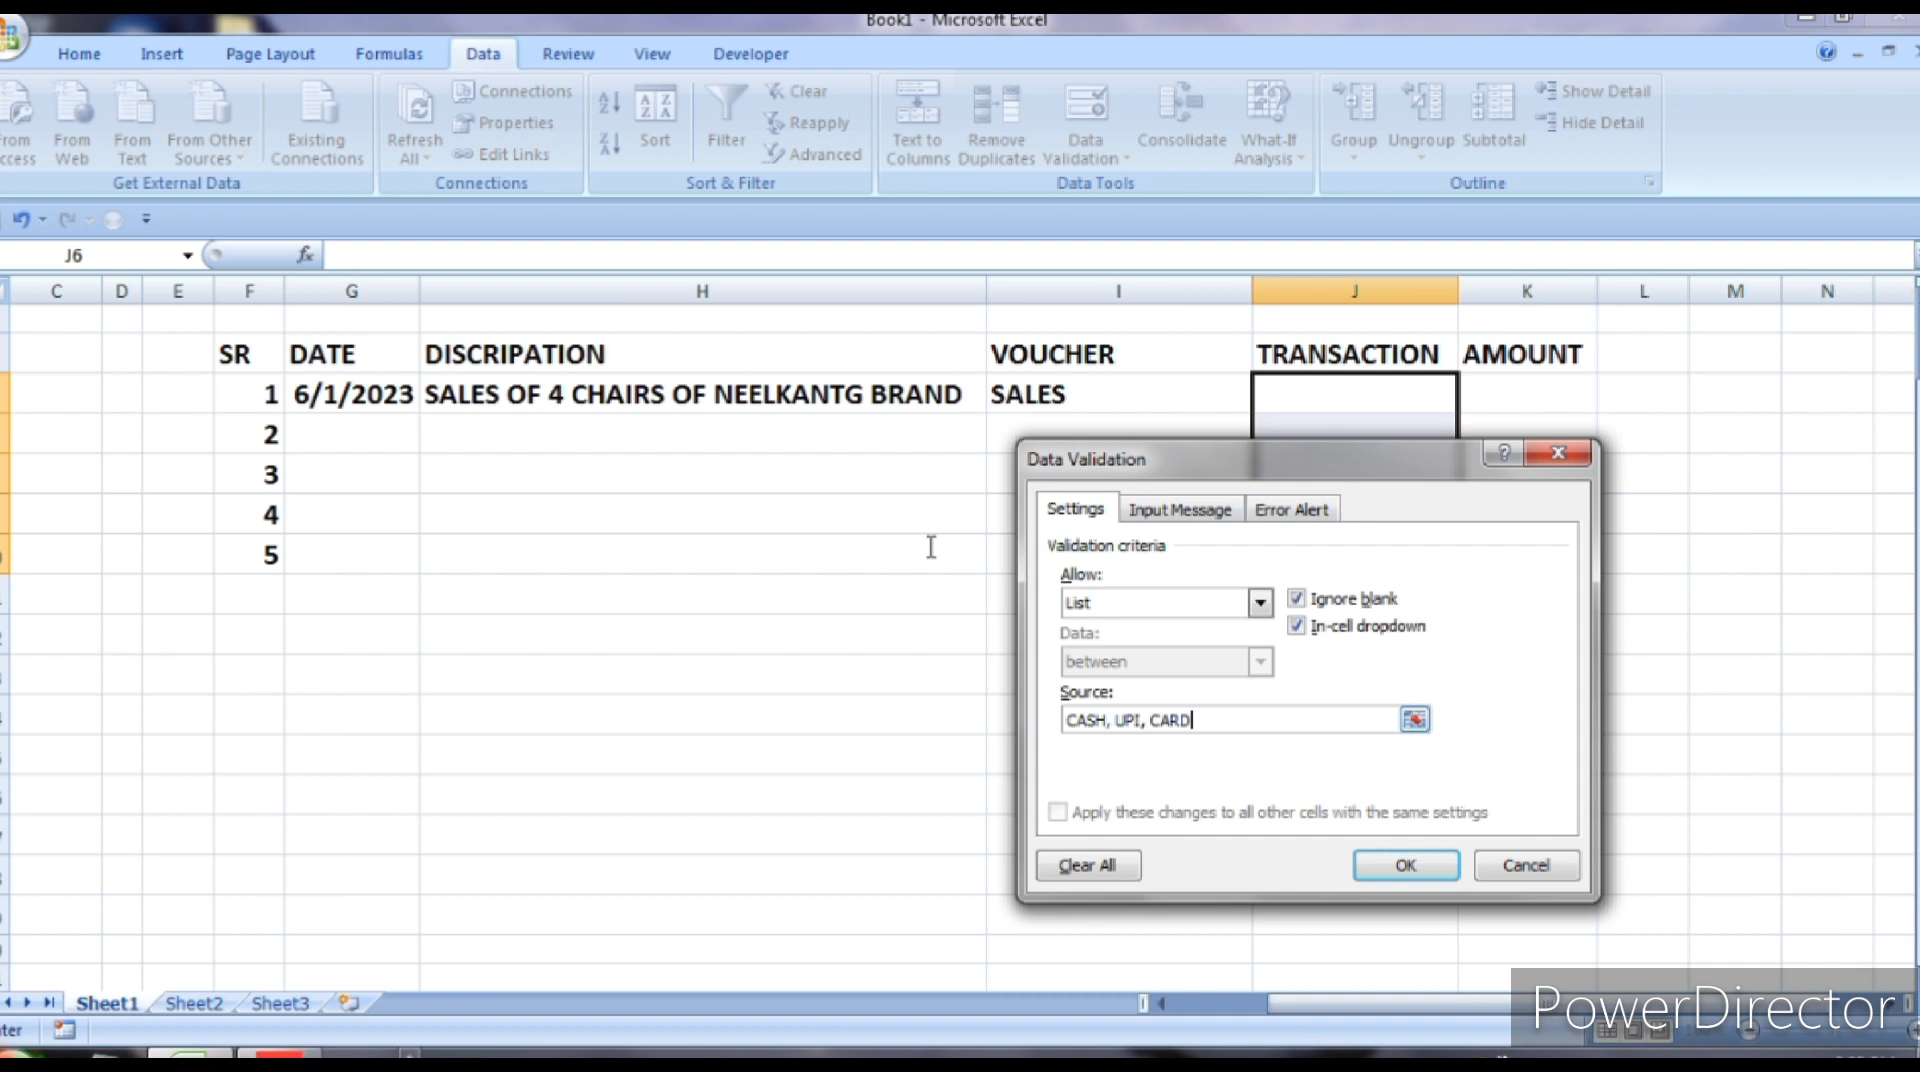 Book1 - Microsoft Excel
Home Insert Page Layout Formulas Data Review View Developer
From Access From Web From Text From Other Sources Existing Connections
Get External Data
Refresh All Connections Properties Edit Links
Connections
Sort Filter Clear Reapply Advanced
Sort & Filter
Text to Columns Remove Duplicates Data Validation Consolidate What-If Analysis
Data Tools
Group Ungroup Subtotal Show Detail Hide Detail
Outline
J6 fx
C D E F G H I J K L M N
SR DATE DISCRIPATION VOUCHER TRANSACTION AMOUNT
1 6/1/2023 SALES OF 4 CHAIRS OF NEELKANTG BRAND SALES
2
3
4
5
Data Validation
Settings Input Message Error Alert
Validation criteria
Allow:
List Ignore blank
Data: In-cell dropdown
between
Source:
CASH, UPI, CARD
Apply these changes to all other cells with the same settings
Clear All OK Cancel
Sheet1 Sheet2 Sheet3
PowerDirector